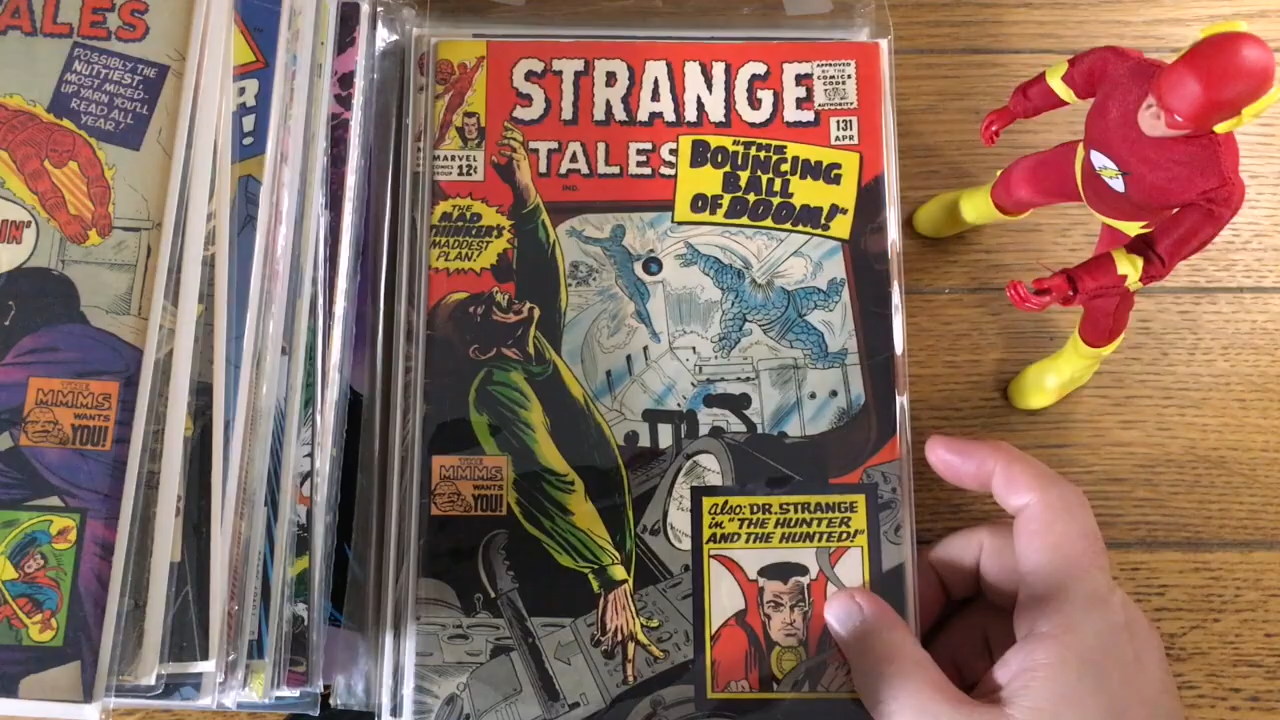 TALES
POSSIBLY THE
NUTTIEST,
MOST MIXED-
UP YARN YOU'LL
READ ALL
YEAR!
R!
IN'
THE
MMMS
WANTS
YOU!
STRANGE
TALES
IND.
APPROVED
BY THE
COMICS
CODE
AUTHORITY
131
APR
MARVEL
COMICS
GROUP 12¢
"THE
BOUNCING
BALL
OF DOOM!"
THE
MAD
THINKER'S
MADDEST
PLAN!
THE
MMMS
WANTS
YOU!
also: DR. STRANGE
in "THE HUNTER
AND THE HUNTED!"